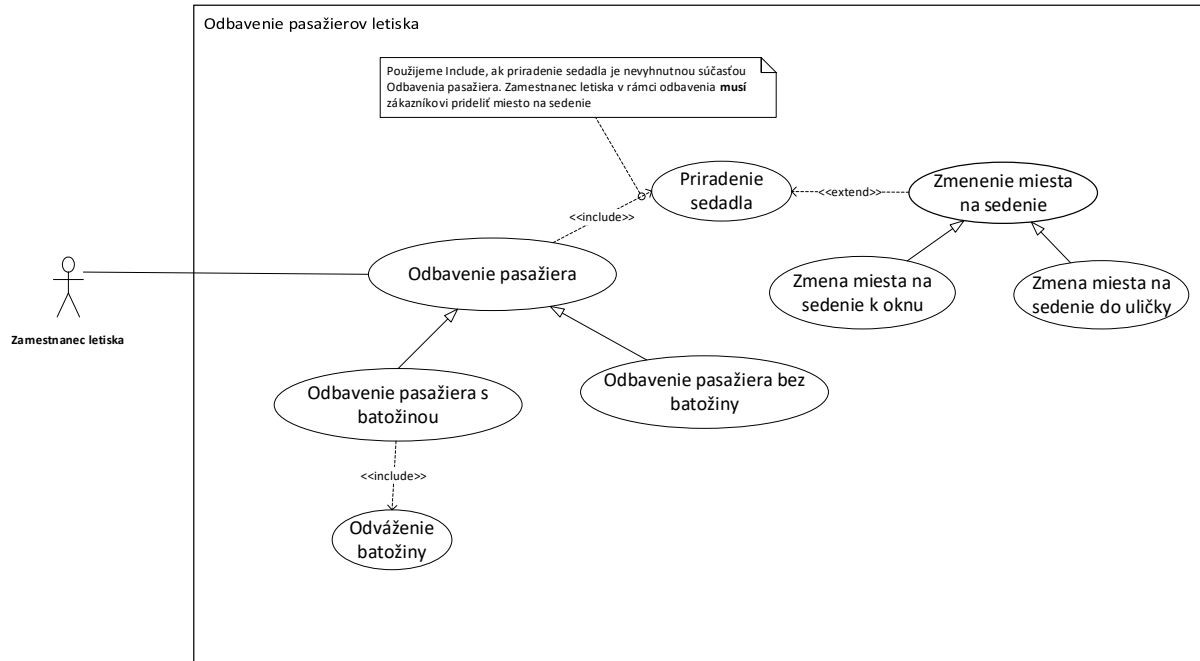 Odbavenie pasažierov letiska
Použijeme Include, ak priradenie sedadla je nevyhnutnou súčasťou
Odbavenia pasažiera. Zamestnanec letiska v rámci odbavenia musí
zákazníkovi prideliť miesto na sedenie
Priradenie
sedadla
<<extend>>
Zmenenie miesta
na sedenie
<<include>>
Odbavenie pasažiera
Zmena miesta na
sedenie k oknu
Zmena miesta na
sedenie do uličky
Zamestnanec letiska
Odbavenie pasažiera s
batožinou
Odbavenie pasažiera bez
batožiny
<<include>>
Odváženie
batožiny